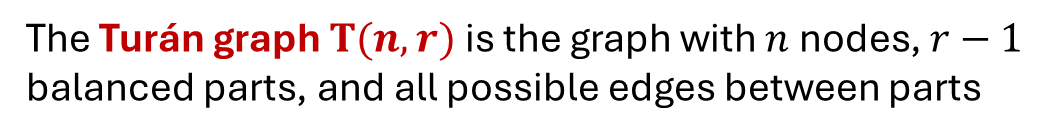 The Turán graph T(n, r) is the graph with n nodes, r − 1
balanced parts, and all possible edges between parts